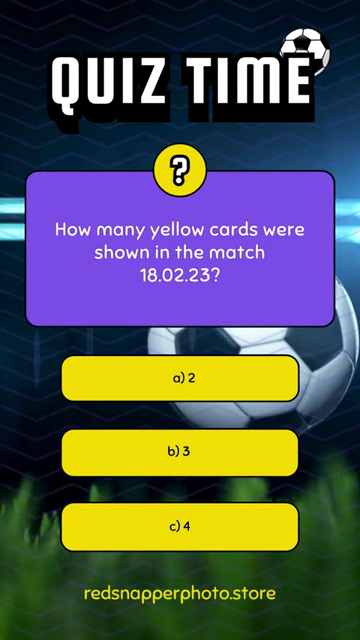 QUIZ TIME
?
How many yellow cards were
shown in the match
18.02.23?
a) 2
b) 3
c) 4
redsnapperphoto.store